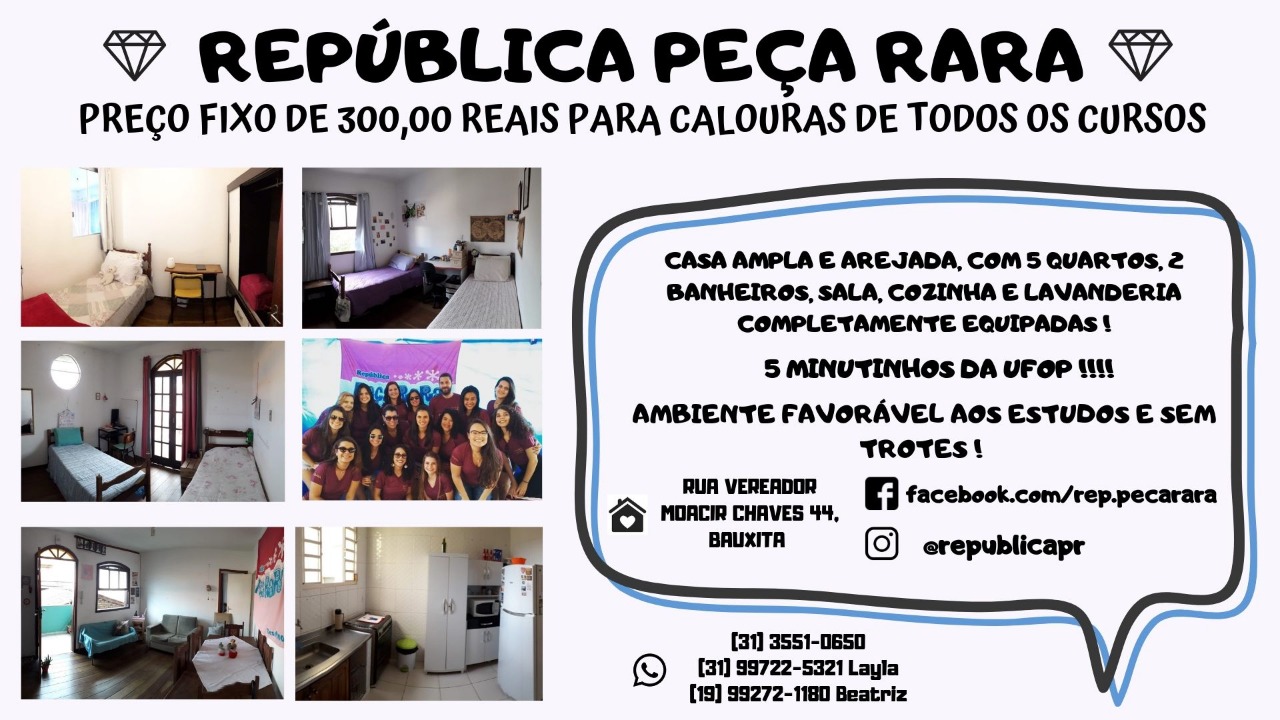 REPÚBLICA PEÇA RARA
PREÇO FIXO DE 300,00 REAIS PARA CALOURAS DE TODOS OS CURSOS
República
CASA AMPLA E AREJADA, COM 5 QUARTOS, 2
BANHEIROS, SALA, COZINHA E LAVANDERIA
COMPLETAMENTE EQUIPADAS !
5 MINUTINHOS DA UFOP !!!!
AMBIENTE FAVORÁVEL AOS ESTUDOS E SEM
TROTES !
RUA VEREADOR
MOACIR CHAVES 44,
BAUXITA
facebook.com/rep.pecarara
@republicapr
(31) 3551-0650
(31) 99722-5321 Layla
(19) 99272-1180 Beatriz